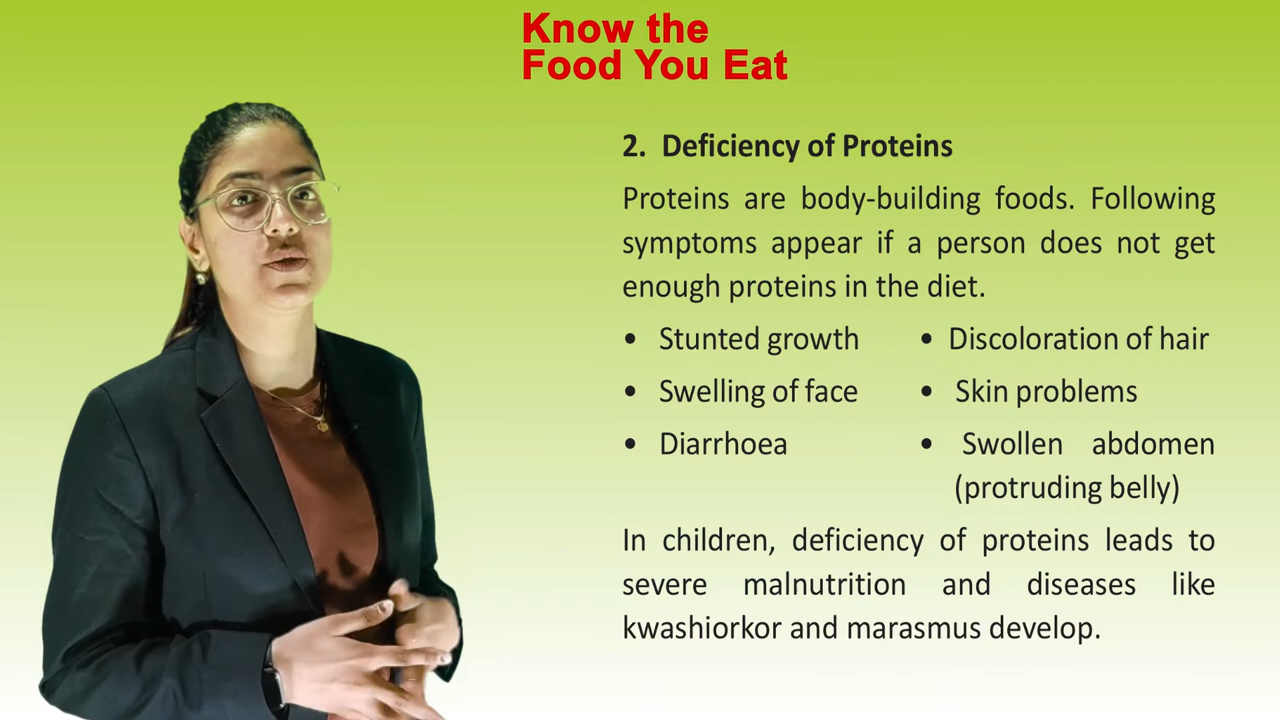 Know the
Food You Eat
2. Deficiency of Proteins
Proteins are body-building foods. Following
symptoms appear if a person does not get
enough proteins in the diet.
• Stunted growth • Discoloration of hair
• Swelling of face • Skin problems
• Diarrhoea • Swollen abdomen
(protruding belly)
In children, deficiency of proteins leads to
severe malnutrition and diseases like
kwashiorkor and marasmus develop.